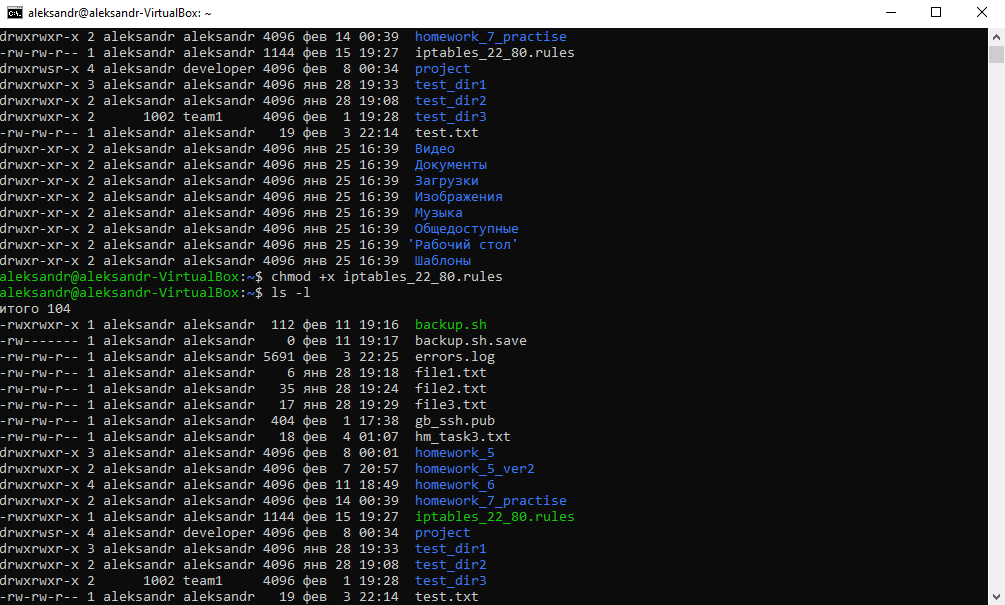 aleksandr@aleksandr-VirtualBox: ~
drwxrwxr-x 2 aleksandr aleksandr 4096 фев 14 00:39 homework_7_practise
-rw-rw-r-- 1 aleksandr aleksandr 1144 фев 15 19:27 iptables_22_80.rules
drwxrwsr-x 4 aleksandr developer 4096 фев 8 00:34 project
drwxrwxr-x 3 aleksandr aleksandr 4096 янв 28 19:33 test_dir1
drwxrwxr-x 2 aleksandr aleksandr 4096 янв 28 19:08 test_dir2
drwxrwxr-x 2 1002 team1 4096 фев 1 19:28 test_dir3
-rw-rw-r-- 1 aleksandr aleksandr 19 фев 3 22:14 test.txt
drwxr-xr-x 2 aleksandr aleksandr 4096 янв 25 16:39 Видео
drwxr-xr-x 2 aleksandr aleksandr 4096 янв 25 16:39 Документы
drwxr-xr-x 2 aleksandr aleksandr 4096 янв 25 16:39 Загрузки
drwxr-xr-x 2 aleksandr aleksandr 4096 янв 25 16:39 Изображения
drwxr-xr-x 2 aleksandr aleksandr 4096 янв 25 16:39 Музыка
drwxr-xr-x 2 aleksandr aleksandr 4096 янв 25 16:39 Общедоступные
drwxr-xr-x 2 aleksandr aleksandr 4096 янв 25 16:39 'Рабочий стол'
drwxr-xr-x 2 aleksandr aleksandr 4096 янв 25 16:39 Шаблоны
aleksandr@aleksandr-VirtualBox:~$ chmod +x iptables_22_80.rules
aleksandr@aleksandr-VirtualBox:~$ ls -l
итого 104
-rwxrwxr-x 1 aleksandr aleksandr 112 фев 11 19:16 backup.sh
-rw------- 1 aleksandr aleksandr 0 фев 11 19:17 backup.sh.save
-rw-rw-r-- 1 aleksandr aleksandr 5691 фев 3 22:25 errors.log
-rw-rw-r-- 1 aleksandr aleksandr 6 янв 28 19:18 file1.txt
-rw-rw-r-- 1 aleksandr aleksandr 35 янв 28 19:24 file2.txt
-rw-rw-r-- 1 aleksandr aleksandr 17 янв 28 19:29 file3.txt
-rw-rw-r-- 1 aleksandr aleksandr 404 фев 1 17:38 gb_ssh.pub
-rw-rw-r-- 1 aleksandr aleksandr 18 фев 4 01:07 hm_task3.txt
drwxrwxr-x 3 aleksandr aleksandr 4096 фев 8 00:01 homework_5
drwxrwxr-x 2 aleksandr aleksandr 4096 фев 7 20:57 homework_5_ver2
drwxrwxr-x 4 aleksandr aleksandr 4096 фев 11 18:49 homework_6
drwxrwxr-x 2 aleksandr aleksandr 4096 фев 14 00:39 homework_7_practise
-rwxrwxr-x 1 aleksandr aleksandr 1144 фев 15 19:27 iptables_22_80.rules
drwxrwsr-x 4 aleksandr developer 4096 фев 8 00:34 project
drwxrwxr-x 3 aleksandr aleksandr 4096 янв 28 19:33 test_dir1
drwxrwxr-x 2 aleksandr aleksandr 4096 янв 28 19:08 test_dir2
drwxrwxr-x 2 1002 team1 4096 фев 1 19:28 test_dir3
-rw-rw-r-- 1 aleksandr aleksandr 19 фев 3 22:14 test.txt